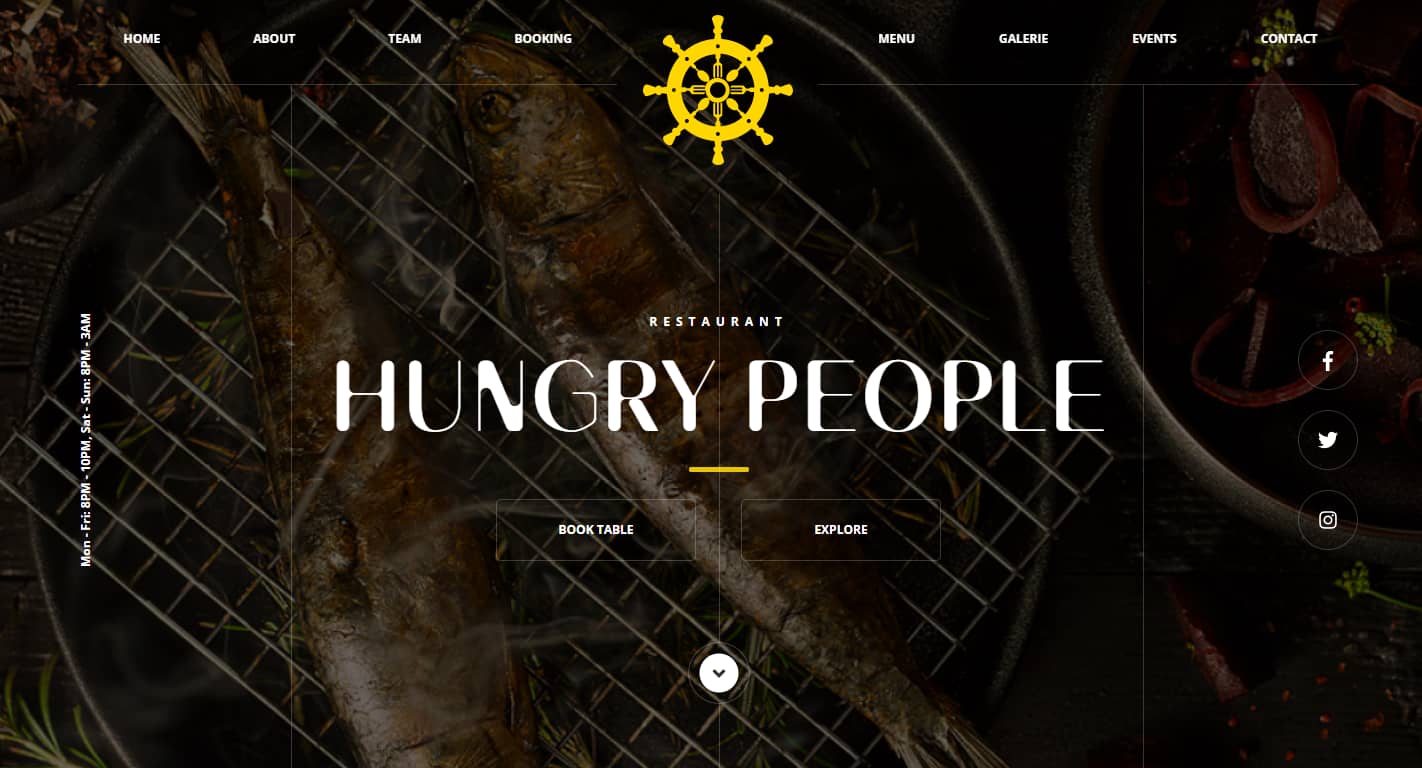 HOME
ABOUT
TEAM
BOOKING
MENU
GALERIE
EVENTS
CONTACT
RESTAURANT
HUNGRY PEOPLE
BOOK TABLE
EXPLORE
Mon - Fri: 8PM - 10PM, Sat - Sun: 8PM - 3AM